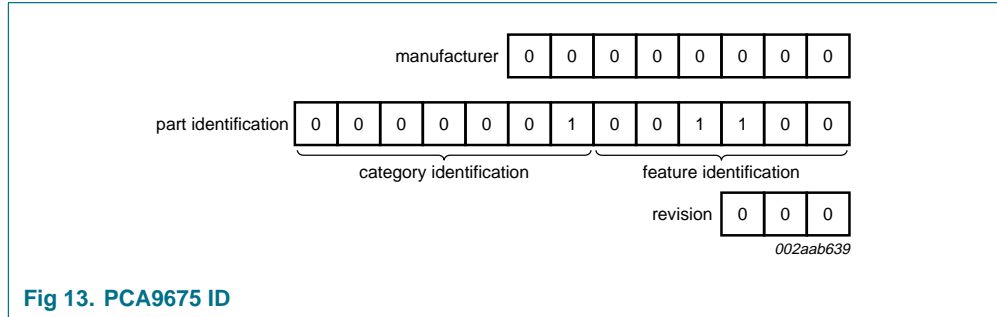 manufacturer 0 0 0 0 0 0 0 0
part identification 0 0 0 0 0 0 1 0 0 1 1 0 0
category identification feature identification
revision 0 0 0
002aab639
Fig 13. PCA9675 ID